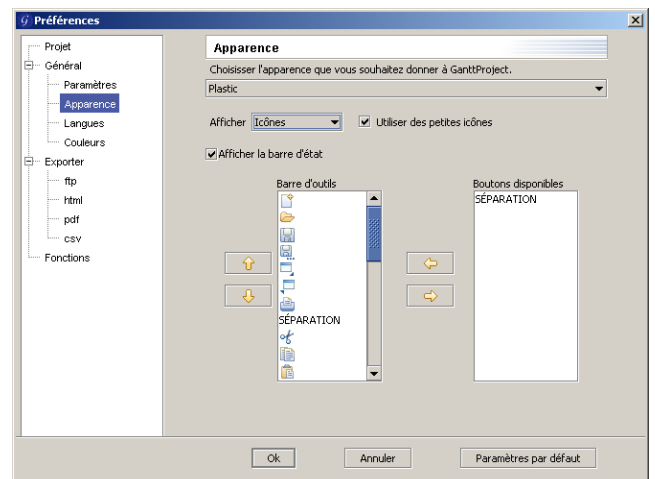 Préférences
Projet
Général
Paramètres
Apparence
Langues
Couleurs
Exporter
ftp
html
pdf
csv
Fonctions
Apparence
Choisisser l'apparence que vous souhaitez donner à GanttProject.
Plastic
Afficher Icônes Utiliser des petites icônes
Afficher la barre d'état
Barre d'outils
SÉPARATION
Boutons disponibles
SÉPARATION
Ok Annuler Paramètres par défaut